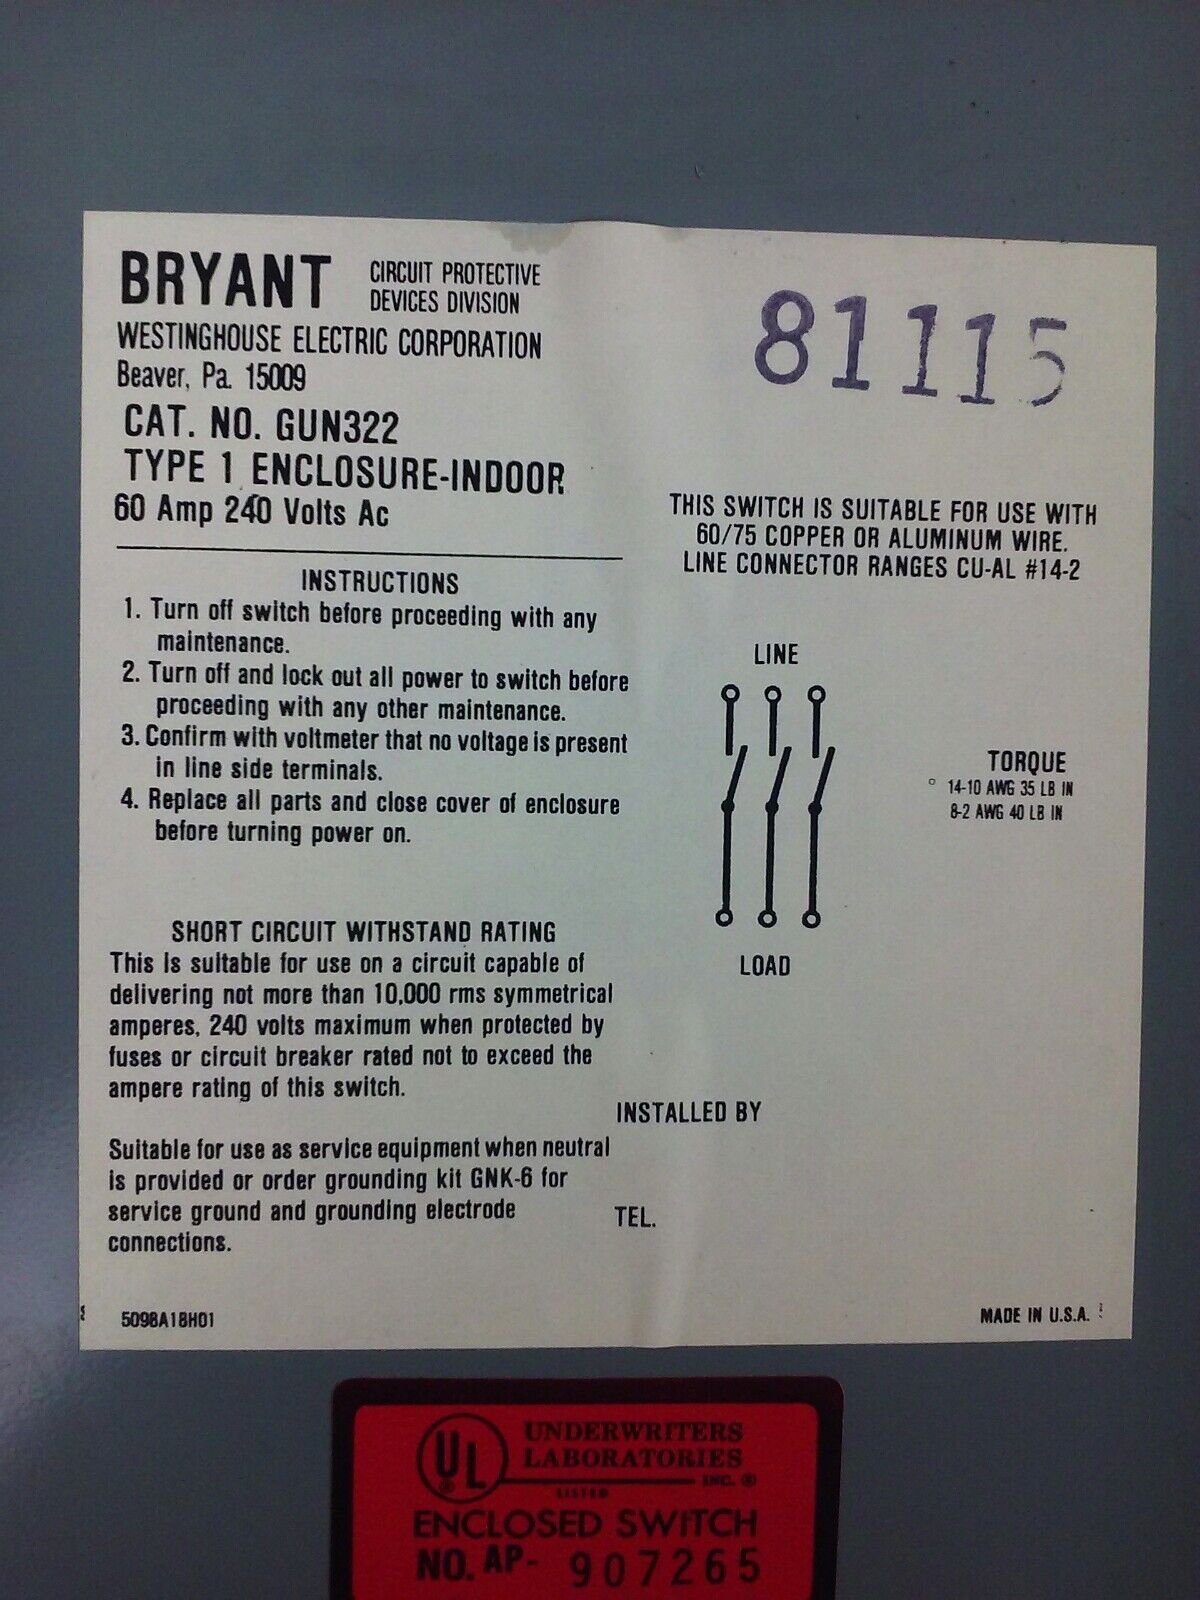 BRYANT CIRCUIT PROTECTIVE
DEVICES DIVISION
WESTINGHOUSE ELECTRIC CORPORATION
Beaver, Pa. 15009
CAT. NO. GUN322
TYPE 1 ENCLOSURE-INDOOR
60 Amp 240 Volts Ac
81115
THIS SWITCH IS SUITABLE FOR USE WITH
60/75 COPPER OR ALUMINUM WIRE.
LINE CONNECTOR RANGES CU-AL #14-2
INSTRUCTIONS
1. Turn off switch before proceeding with any
maintenance.
2. Turn off and lock out all power to switch before
proceeding with any other maintenance.
3. Confirm with voltmeter that no voltage is present
in line side terminals.
4. Replace all parts and close cover of enclosure
before turning power on.
LINE
LOAD
TORQUE
14-10 AWG 35 LB IN
8-2 AWG 40 LB IN
SHORT CIRCUIT WITHSTAND RATING
This is suitable for use on a circuit capable of
delivering not more than 10,000 rms symmetrical
amperes, 240 volts maximum when protected by
fuses or circuit breaker rated not to exceed the
ampere rating of this switch.
Suitable for use as service equipment when neutral
is provided or order grounding kit GNK-6 for
service ground and grounding electrode
connections.
INSTALLED BY
TEL.
5098A18H01
MADE IN U.S.A.
UL ® UNDERWRITERS
LABORATORIES
INC. ®
LISTED
ENCLOSED SWITCH
NO. AP- 907265